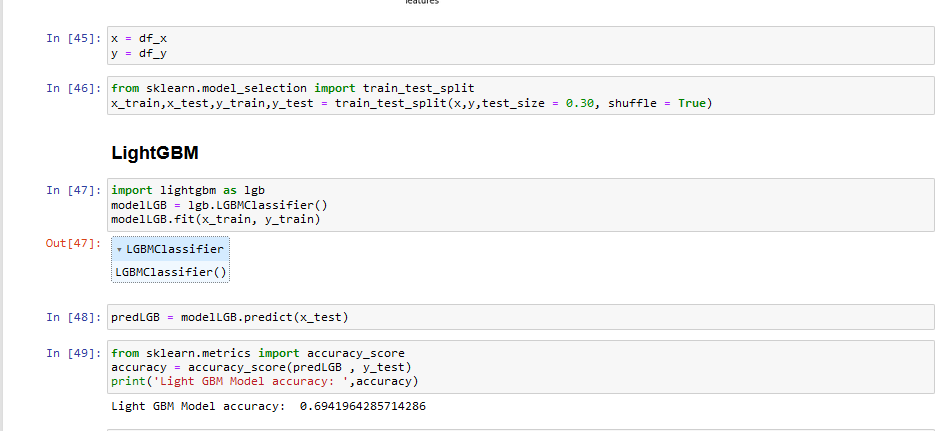 features
In [45]: x = df_x
y = df_y
In [46]: from sklearn.model_selection import train_test_split
x_train,x_test,y_train,y_test = train_test_split(x,y,test_size = 0.30, shuffle = True)
LightGBM
In [47]: import lightgbm as lgb
modelLGB = lgb.LGBMClassifier()
modelLGB.fit(x_train, y_train)
Out[47]: ▾ LGBMClassifier
LGBMClassifier()
In [48]: predLGB = modelLGB.predict(x_test)
In [49]: from sklearn.metrics import accuracy_score
accuracy = accuracy_score(predLGB , y_test)
print('Light GBM Model accuracy: ',accuracy)
Light GBM Model accuracy:  0.6941964285714286